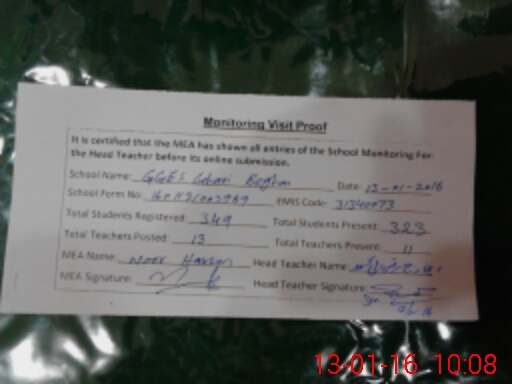 Monitoring Visit Proof
It is certified that the MEA has shown all entries of the School Monitoring For
the Head Teacher before its online submission.
School Name: GGES Date: 13-01-2016
School Form No: EMIS Code:
Total Students Registered: 349 Total Students Present: 323
Total Teachers Posted: 13 Total Teachers Present: 11
MEA Name: Noor Hassan Head Teacher Name:
MEA Signature: Head Teacher Signature:
13-01-16 10:08